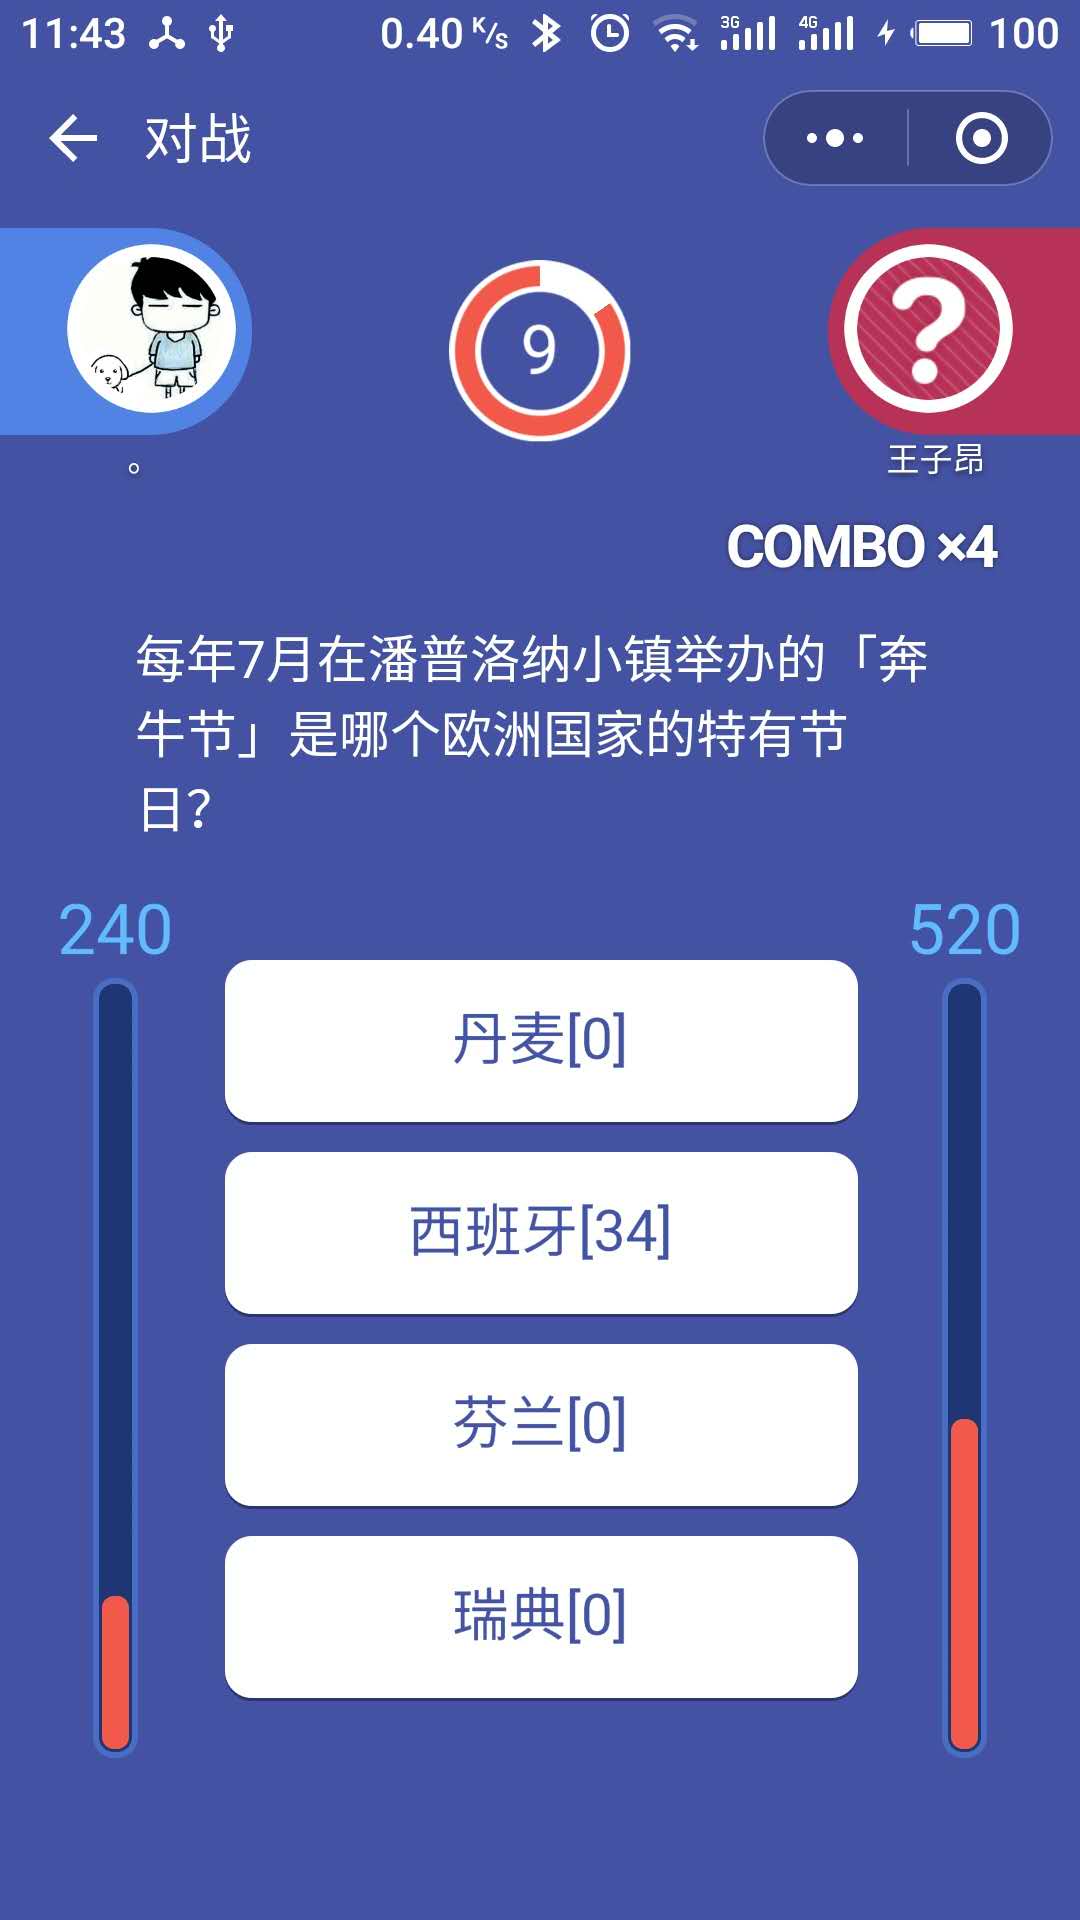 11:43 0.40 K/s 3G 4G 100
对战
9
。 王子昂
COMBO ×4
每年7月在潘普洛纳小镇举办的「奔
牛节」是哪个欧洲国家的特有节
日？
240 520
丹麦[0]
西班牙[34]
芬兰[0]
瑞典[0]